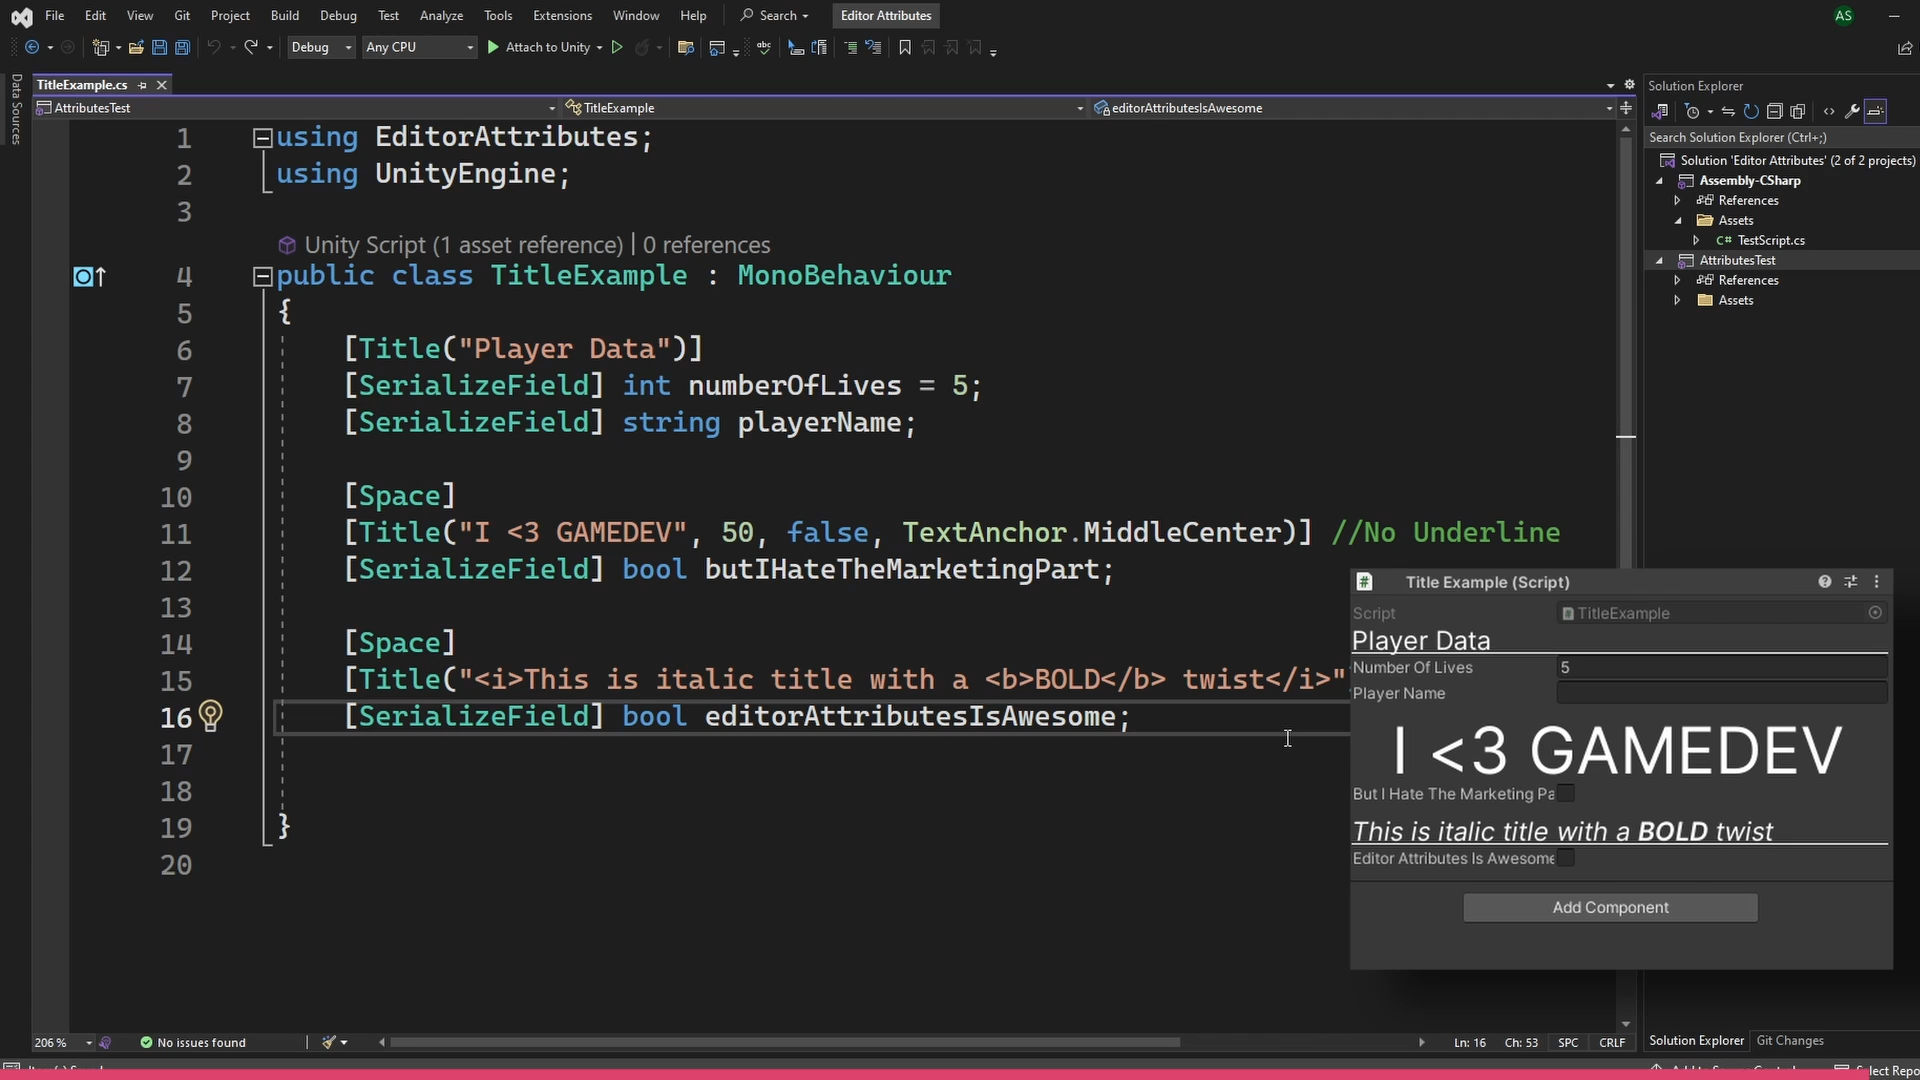 File Edit View Git Project Build Debug Test Analyze Tools Extensions Window Help Search Editor Attributes AS
Debug Any CPU Attach to Unity
Data Sources
TitleExample.cs
AttributesTest TitleExample editorAttributesIsAwesome
1 using EditorAttributes;
2 using UnityEngine;
3
Unity Script (1 asset reference) | 0 references
4 public class TitleExample : MonoBehaviour
5 {
6 [Title("Player Data")]
7 [SerializeField] int numberOfLives = 5;
8 [SerializeField] string playerName;
9
10 [Space]
11 [Title("I <3 GAMEDEV", 50, false, TextAnchor.MiddleCenter)] //No Underline
12 [SerializeField] bool butIHateTheMarketingPart;
13
14 [Space]
15 [Title("<i>This is italic title with a <b>BOLD</b> twist</i>"
16 [SerializeField] bool editorAttributesIsAwesome;
17
18
19 }
20
Solution Explorer
Search Solution Explorer (Ctrl+;)
Solution 'Editor Attributes' (2 of 2 projects)
Assembly-CSharp
References
Assets
C# TestScript.cs
AttributesTest
References
Assets
# Title Example (Script)
Script TitleExample
Player Data
Number Of Lives 5
Player Name
I <3 GAMEDEV
But I Hate The Marketing Pa
This is italic title with a BOLD twist
Editor Attributes Is Awesome
Add Component
206 % No issues found Ln: 16 Ch: 53 SPC CRLF
Solution Explorer Git Changes